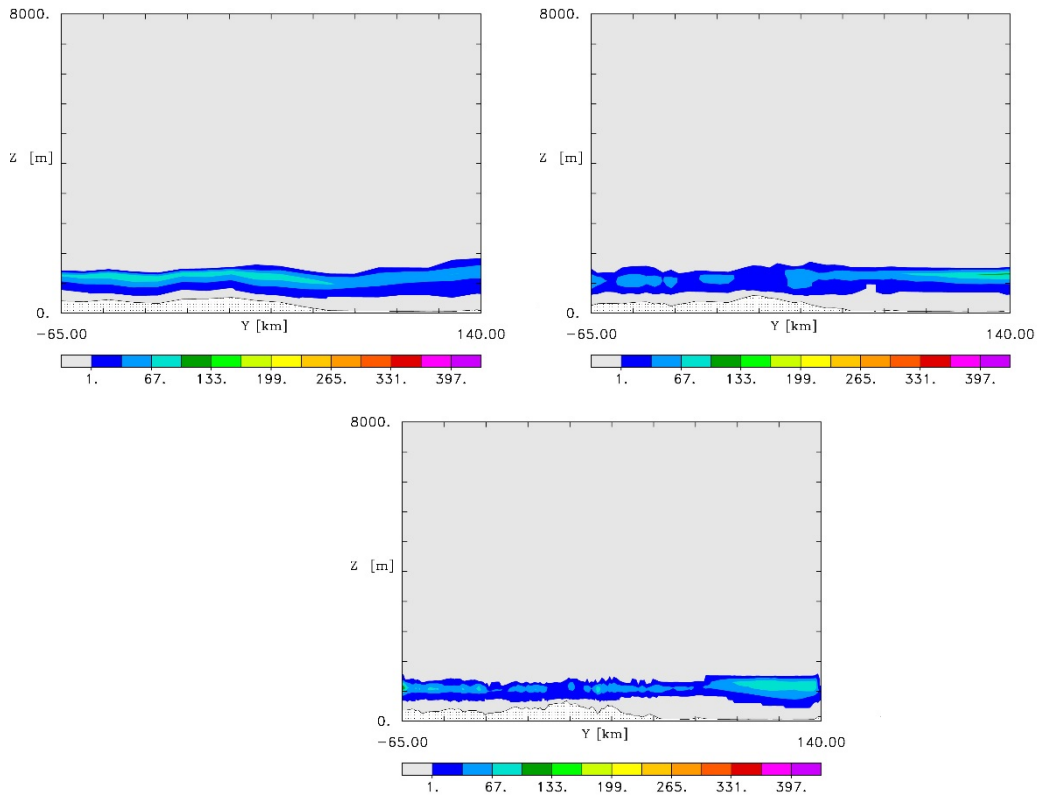 8000.
Z [m]
0.
-65.00
Y [km]
140.00
1. 67. 133. 199. 265. 331. 397.
8000.
Z [m]
0.
-65.00
Y [km]
140.00
1. 67. 133. 199. 265. 331. 397.
8000.
Z [m]
0.
-65.00
Y [km]
140.00
1. 67. 133. 199. 265. 331. 397.